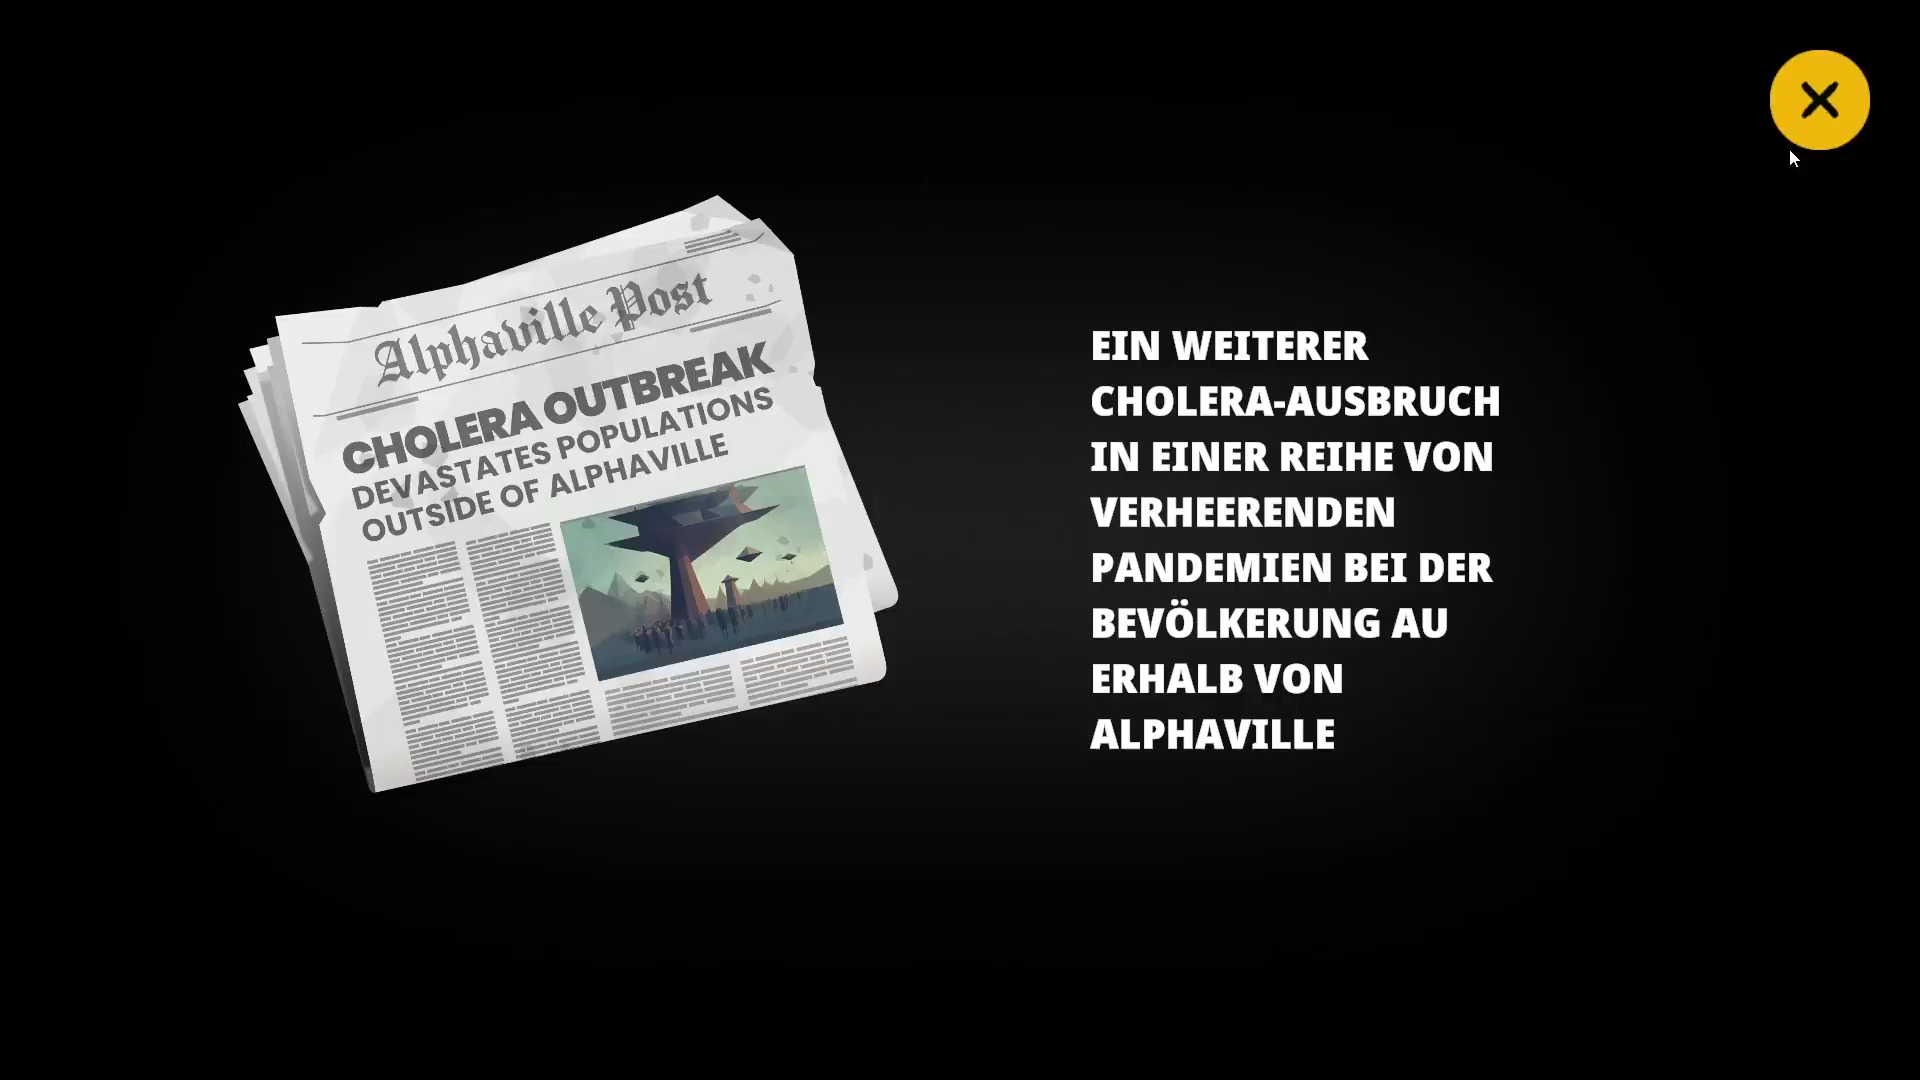 Alphaville Post
CHOLERA OUTBREAK
DEVASTATES POPULATIONS
OUTSIDE OF ALPHAVILLE
EIN WEITERER
CHOLERA-AUSBRUCH
IN EINER REIHE VON
VERHEERENDEN
PANDEMIEN BEI DER
BEVÖLKERUNG AU
ERHALB VON
ALPHAVILLE